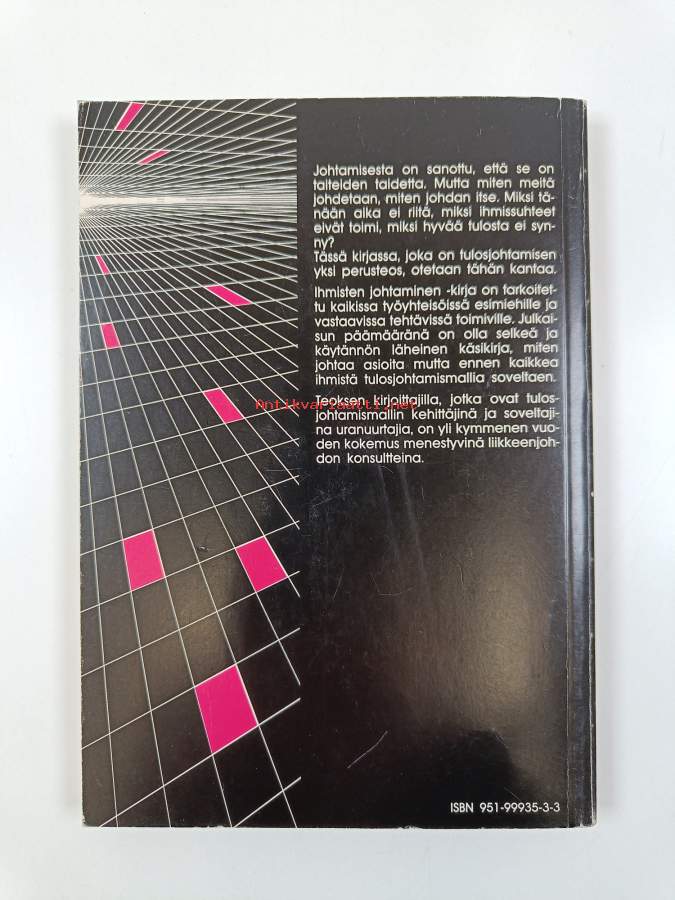 Johtamisesta on sanottu, että se on
taiteiden taidetta. Mutta miten meitä
johdetaan, miten johdan itse. Miksi tä-
nään aika ei riitä, miksi ihmissuhteet
eivät toimi, miksi hyvää tulosta ei syn-
ny?
Tässä kirjassa, joka on tulosjohtamisen
yksi perusteos, otetaan tähän kantaa.
Ihmisten johtaminen -kirja on tarkoitet-
tu kaikissa työyhteisöissä esimiehille ja
vastaavissa tehtävissä toimiville. Julkai-
sun päämääränä on olla selkeä ja
käytännön läheinen käsikirja, miten
johtaa asioita mutta ennen kaikkea
ihmistä tulosjohtamismallia soveltaen.
Teoksen kirjoittajilla, jotka ovat tulos-
johtamismallin kehittäjinä ja soveltaji-
na uranuurtajia, on yli kymmenen vuo-
den kokemus menestyvinä liikkeenjoh-
don konsultteina.
Antikvariaatti.net
ISBN 951-99935-3-3